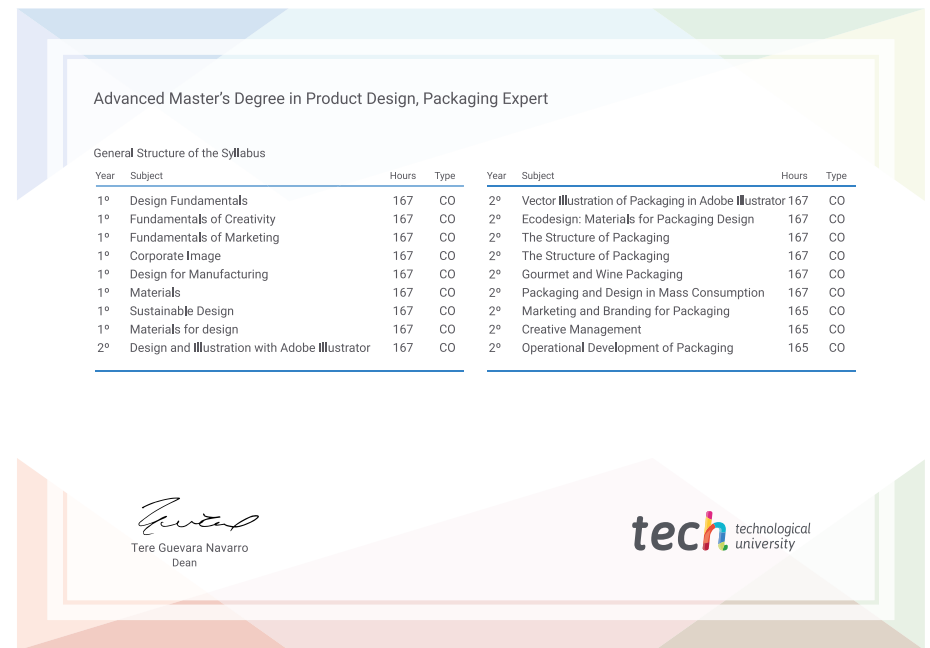 Advanced Master's Degree in Product Design, Packaging Expert
General Structure of the Syllabus
Year Subject Hours Type
1º Design Fundamentals 167 CO
1º Fundamentals of Creativity 167 CO
1º Fundamentals of Marketing 167 CO
1º Corporate Image 167 CO
1º Design for Manufacturing 167 CO
1º Materials 167 CO
1º Sustainable Design 167 CO
1º Materials for design 167 CO
2º Design and Illustration with Adobe Illustrator 167 CO
Year Subject Hours Type
2º Vector Illustration of Packaging in Adobe Illustrator 167 CO
2º Ecodesign: Materials for Packaging Design 167 CO
2º The Structure of Packaging 167 CO
2º The Structure of Packaging 167 CO
2º Gourmet and Wine Packaging 167 CO
2º Packaging and Design in Mass Consumption 167 CO
2º Marketing and Branding for Packaging 165 CO
2º Creative Management 165 CO
2º Operational Development of Packaging 165 CO
Tere Guevara Navarro
Dean
tech technological
university